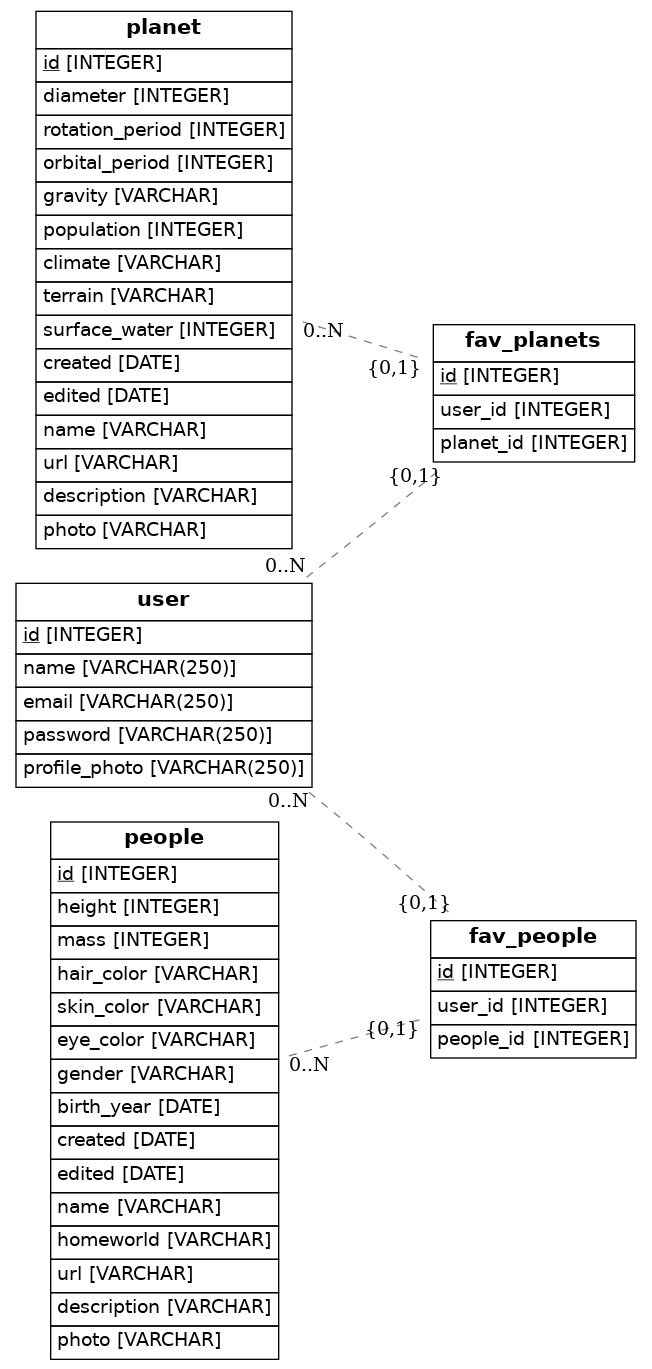 planet
id [INTEGER]
diameter [INTEGER]
rotation_period [INTEGER]
orbital_period [INTEGER]
gravity [VARCHAR]
population [INTEGER]
climate [VARCHAR]
terrain [VARCHAR]
surface_water [INTEGER]
created [DATE]
edited [DATE]
name [VARCHAR]
url [VARCHAR]
description [VARCHAR]
photo [VARCHAR]
0..N
{0,1}
fav_planets
id [INTEGER]
user_id [INTEGER]
planet_id [INTEGER]
{0,1}
0..N
user
id [INTEGER]
name [VARCHAR(250)]
email [VARCHAR(250)]
password [VARCHAR(250)]
profile_photo [VARCHAR(250)]
0..N
{0,1}
people
id [INTEGER]
height [INTEGER]
mass [INTEGER]
hair_color [VARCHAR]
skin_color [VARCHAR]
eye_color [VARCHAR]
gender [VARCHAR]
birth_year [DATE]
created [DATE]
edited [DATE]
name [VARCHAR]
homeworld [VARCHAR]
url [VARCHAR]
description [VARCHAR]
photo [VARCHAR]
fav_people
id [INTEGER]
user_id [INTEGER]
people_id [INTEGER]
{0,1}
0..N